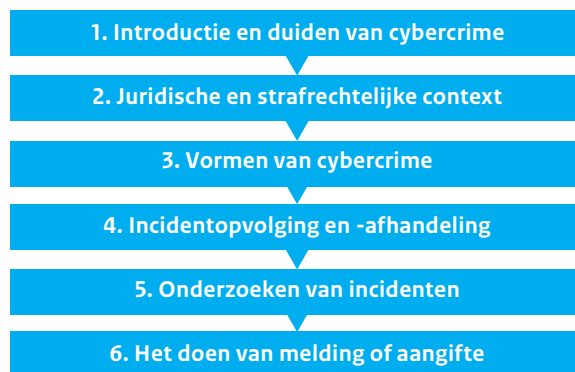 1. Introductie en duiden van cybercrime
2. Juridische en strafrechtelijke context
3. Vormen van cybercrime
4. Incidentopvolging en -afhandeling
5. Onderzoeken van incidenten
6. Het doen van melding of aangifte